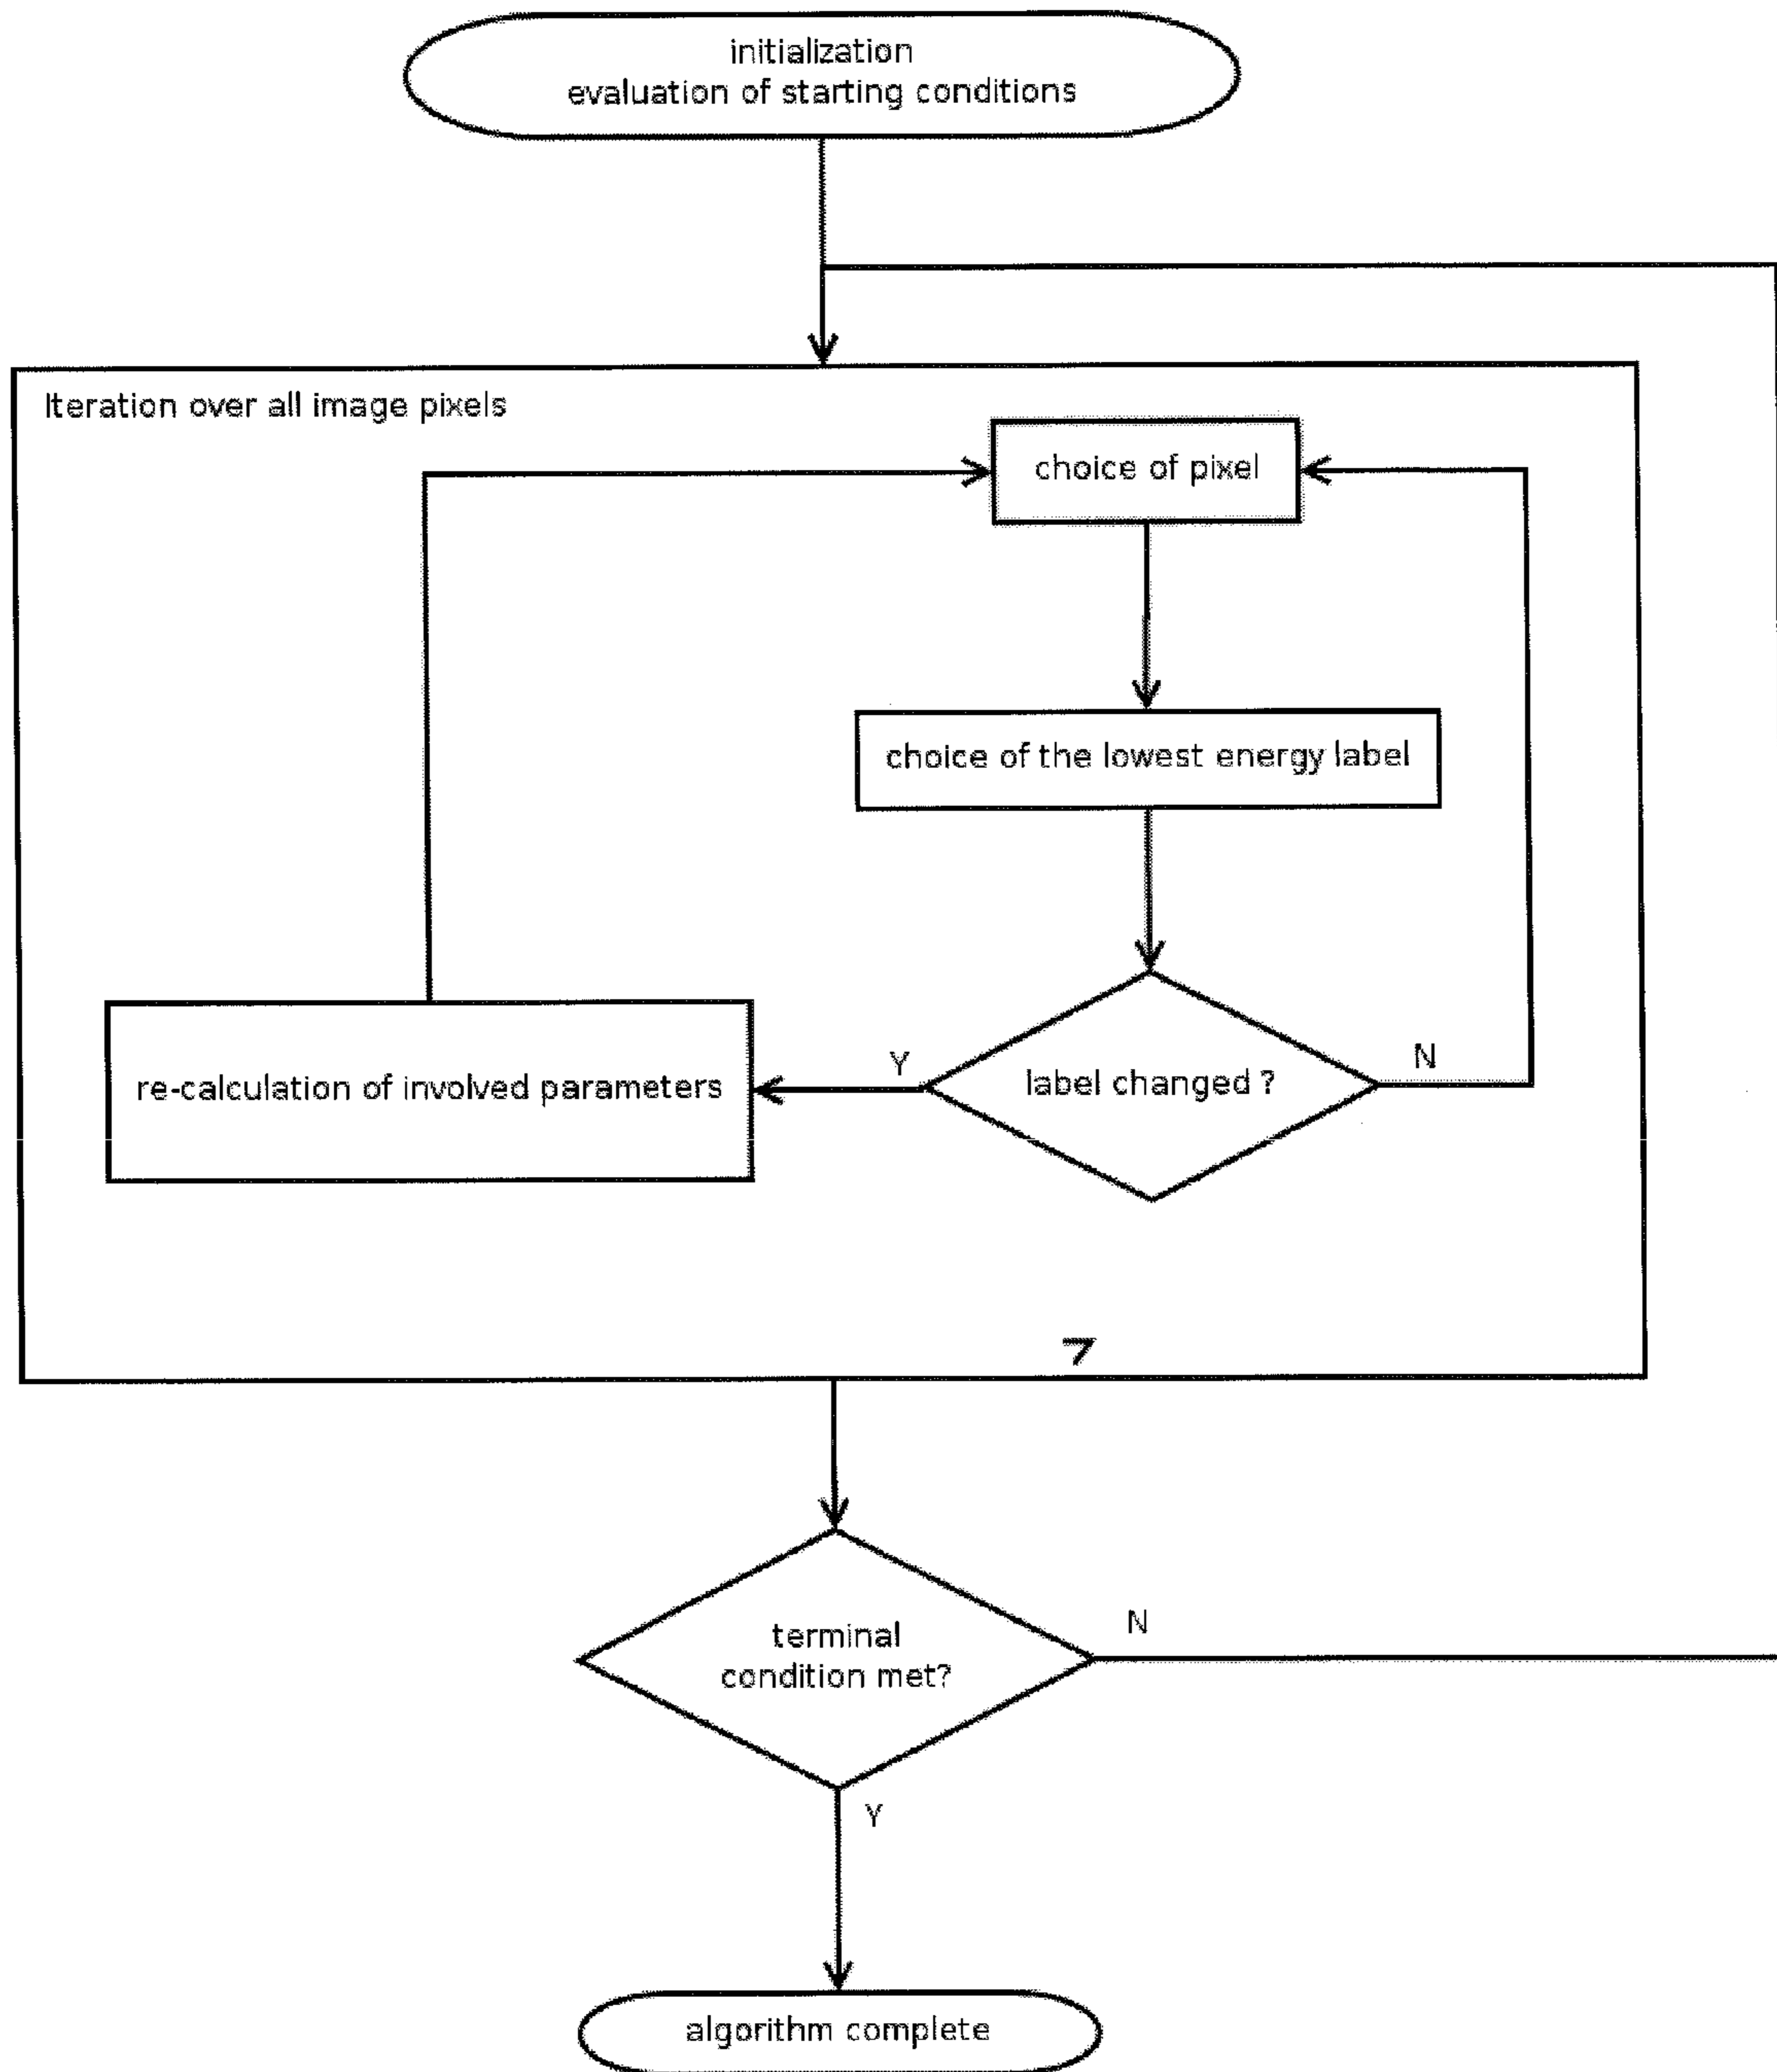 initialization
evaluation of starting conditions
Iteration over all image pixels
choice of pixel
choice of the lowest energy label
label changed ?
Y
N
re-calculation of involved parameters
terminal
condition met?
N
Y
algorithm complete